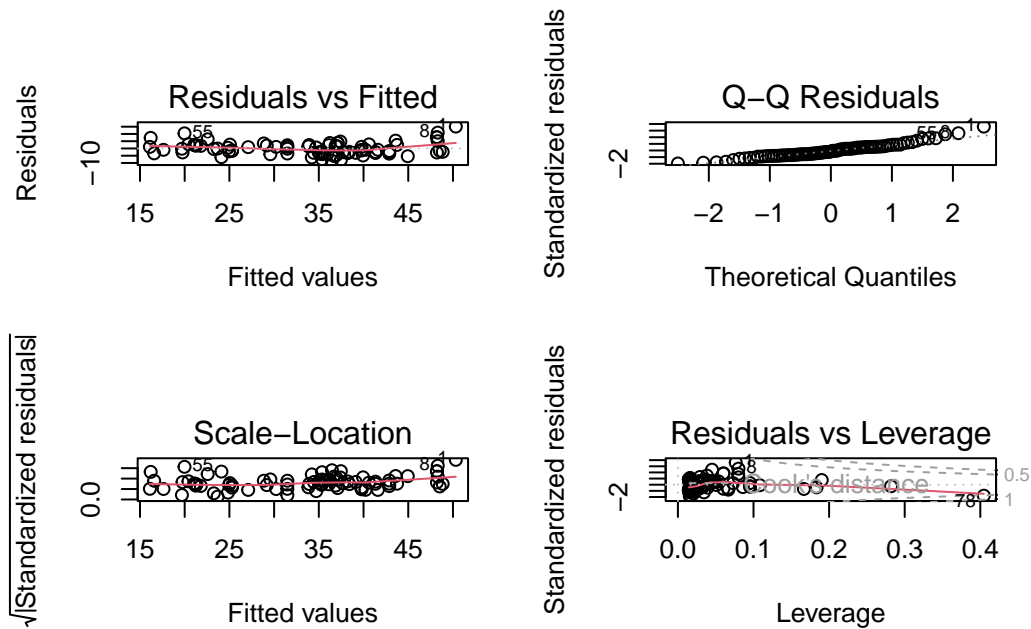 Residuals vs Fitted
Residuals
−10
55
8
1
15 25 35 45
Fitted values
Q−Q Residuals
Standardized residuals
−2
55
8
1
−2 −1 0 1 2
Theoretical Quantiles
Scale−Location
√|Standardized residuals|
0.0
55
8
1
15 25 35 45
Fitted values
Residuals vs Leverage
Standardized residuals
−2
1
8
Cook's distance
78
0.5
1
0.0 0.1 0.2 0.3 0.4
Leverage